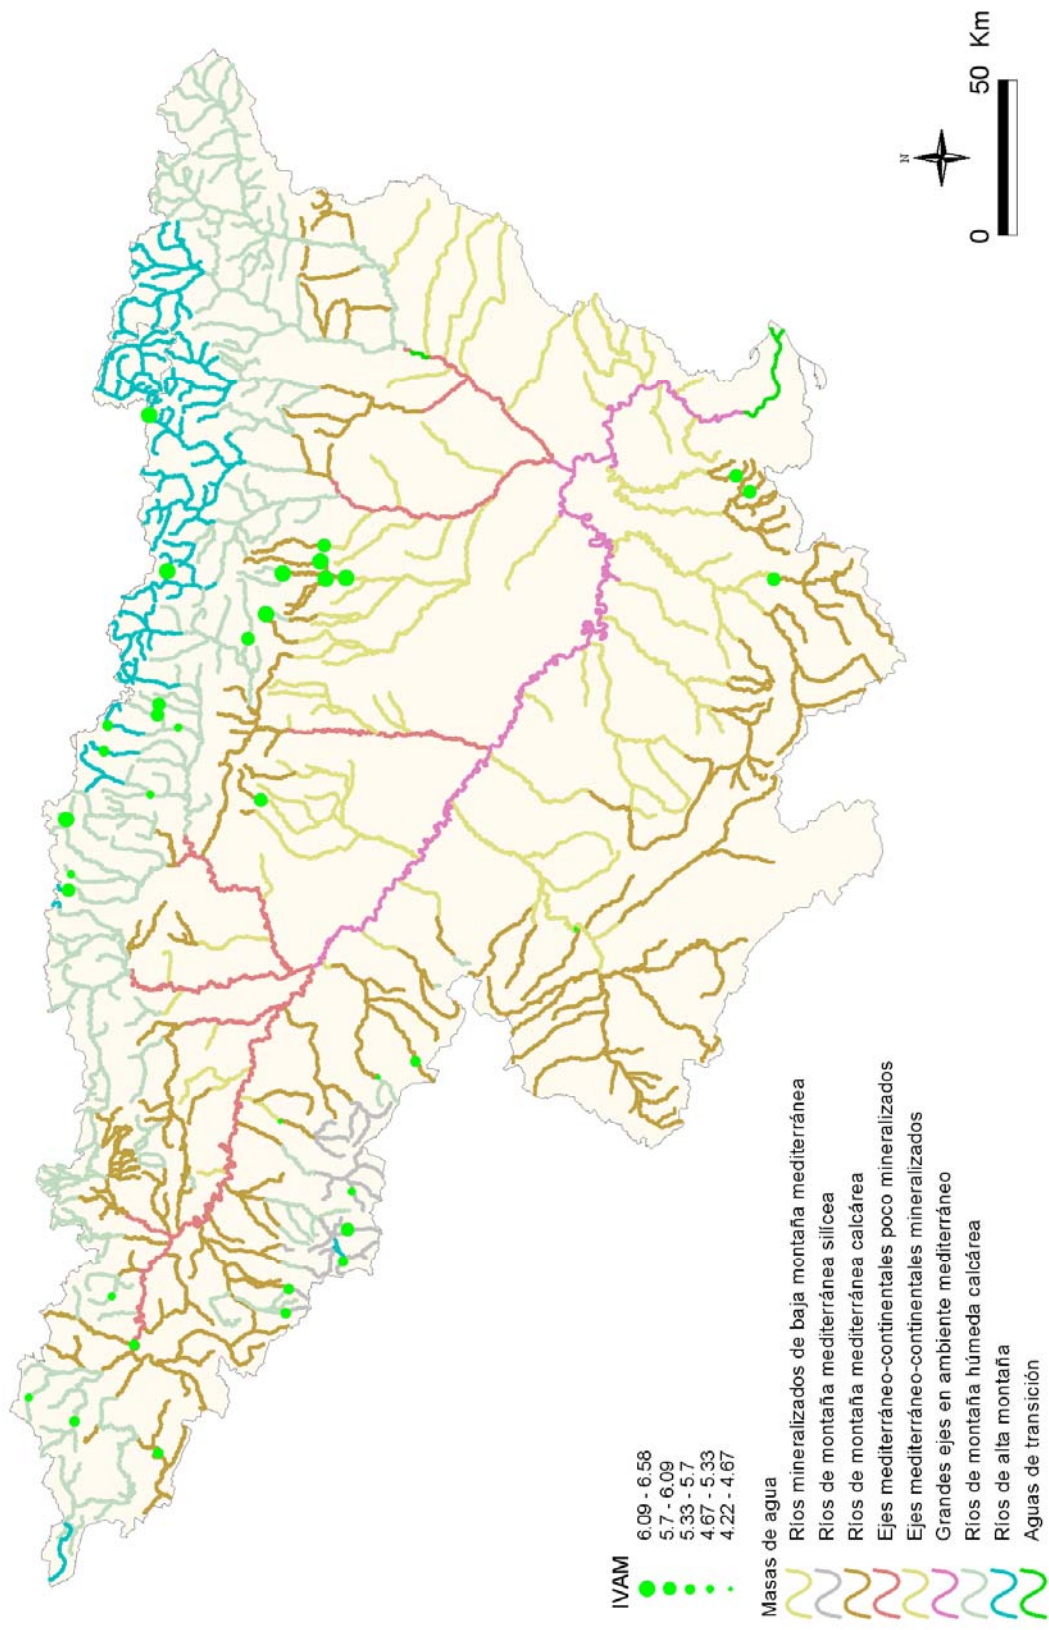 N
0 50 Km
IVAM
6.09 - 6.58
5.7 - 6.09
5.33 - 5.7
4.67 - 5.33
4.22 - 4.67
Masas de agua
Ríos mineralizados de baja montaña mediterránea
Ríos de montaña mediterránea silícea
Ríos de montaña mediterránea calcárea
Ejes mediterráneo-continentales poco mineralizados
Ejes mediterráneo-continentales mineralizados
Grandes ejes en ambiente mediterráneo
Ríos de montaña húmeda calcárea
Ríos de alta montaña
Aguas de transición